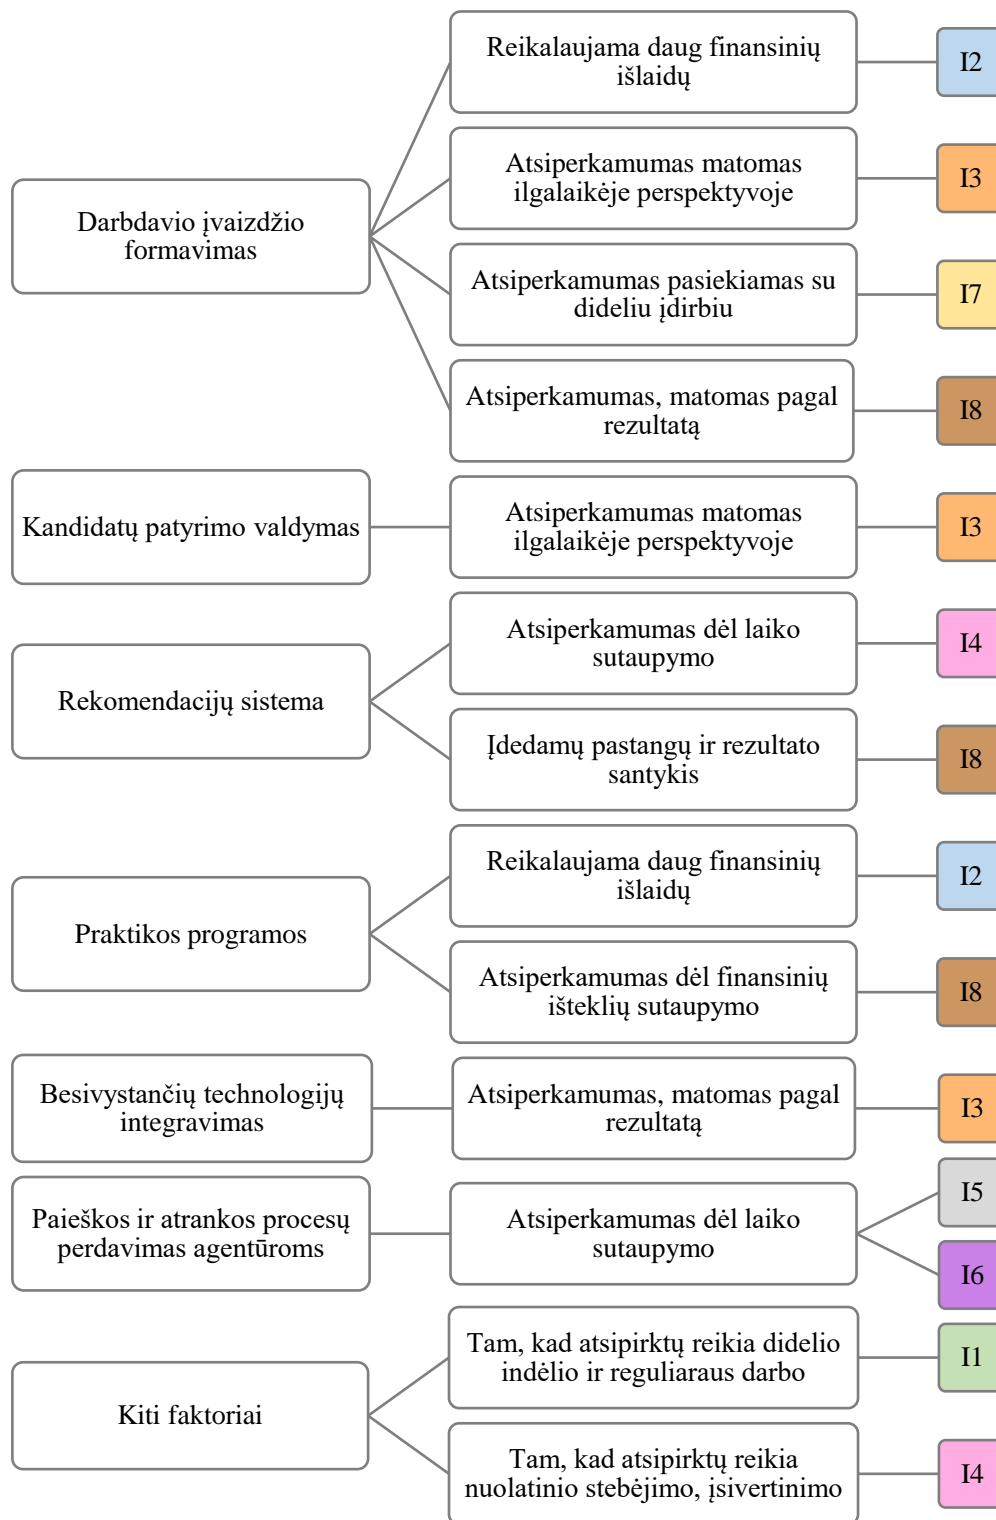 Reikalaujama daug finansinių
išlaidų
I2
Atsiperkamumas matomas
ilgalaikėje perspektyvoje
I3
Darbdavio įvaizdžio
formavimas
Atsiperkamumas pasiekiamas su
dideliu įdirbiu
I7
Atsiperkamumas, matomas pagal
rezultatą
I8
Kandidatų patyrimo valdymas
Atsiperkamumas matomas
ilgalaikėje perspektyvoje
I3
Atsiperkamumas dėl laiko
sutaupymo
I4
Rekomendacijų sistema
Įdedamų pastangų ir rezultato
santykis
I8
Reikalaujama daug finansinių
išlaidų
I2
Praktikos programos
Atsiperkamumas dėl finansinių
išteklių sutaupymo
I8
Besivystančių technologijų
integravimas
Atsiperkamumas, matomas pagal
rezultatą
I3
Paieškos ir atrankos procesų
perdavimas agentūroms
Atsiperkamumas dėl laiko
sutaupymo
I5
I6
Tam, kad atsipirktų reikia didelio
indėlio ir reguliaraus darbo
I1
Kiti faktoriai
Tam, kad atsipirktų reikia
nuolatinio stebėjimo, įsivertinimo
I4